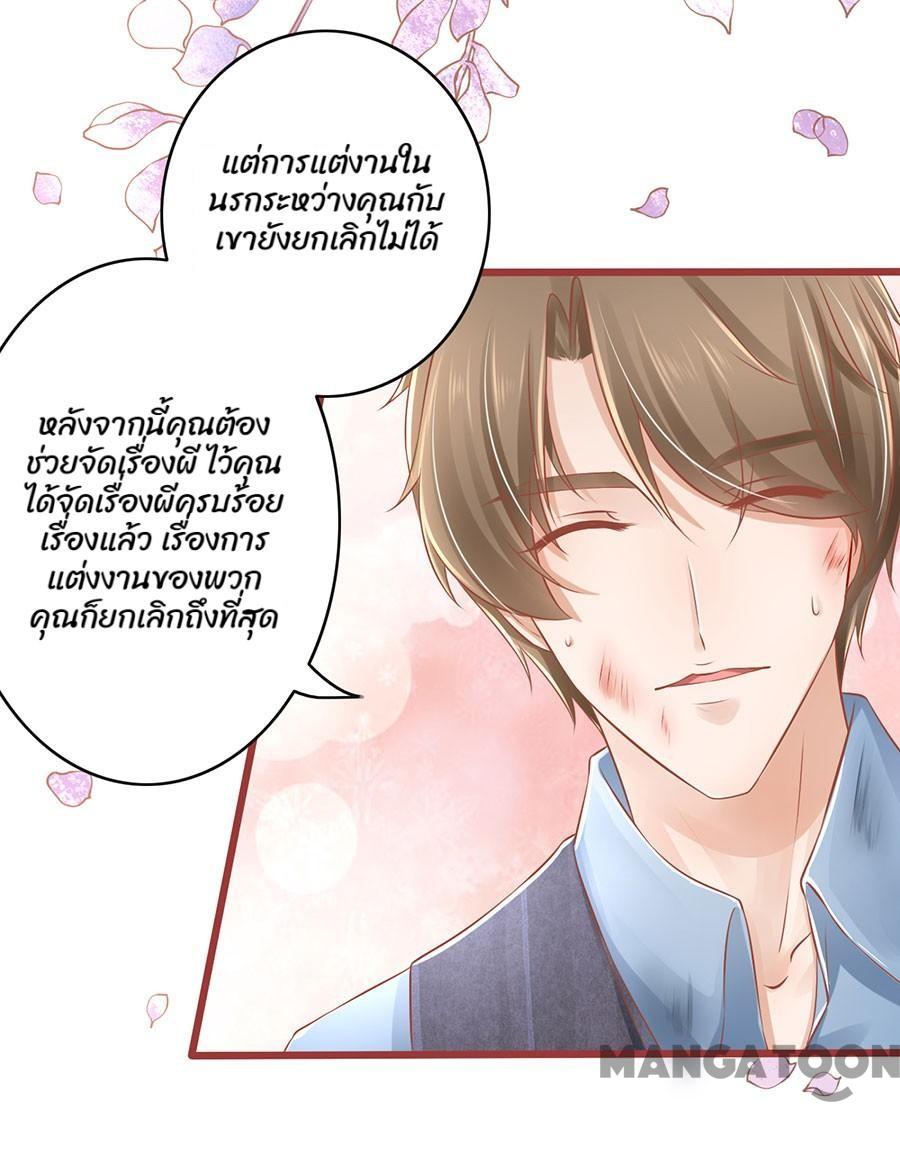 แต่การแต่งานใน
นรกระหว่างคุณกับ
เขายังยกเลิกไม่ได้
หลังจากนี้คุณต้อง
ช่วยจัดเรื่องผี ไว้คุณ
ได้จัดเรื่องผีครบร้อย
เรื่องแล้ว เรื่องการ
แต่งงานของพวก
คุณก็ยกเลิกถึงที่สุด
MANGATOON